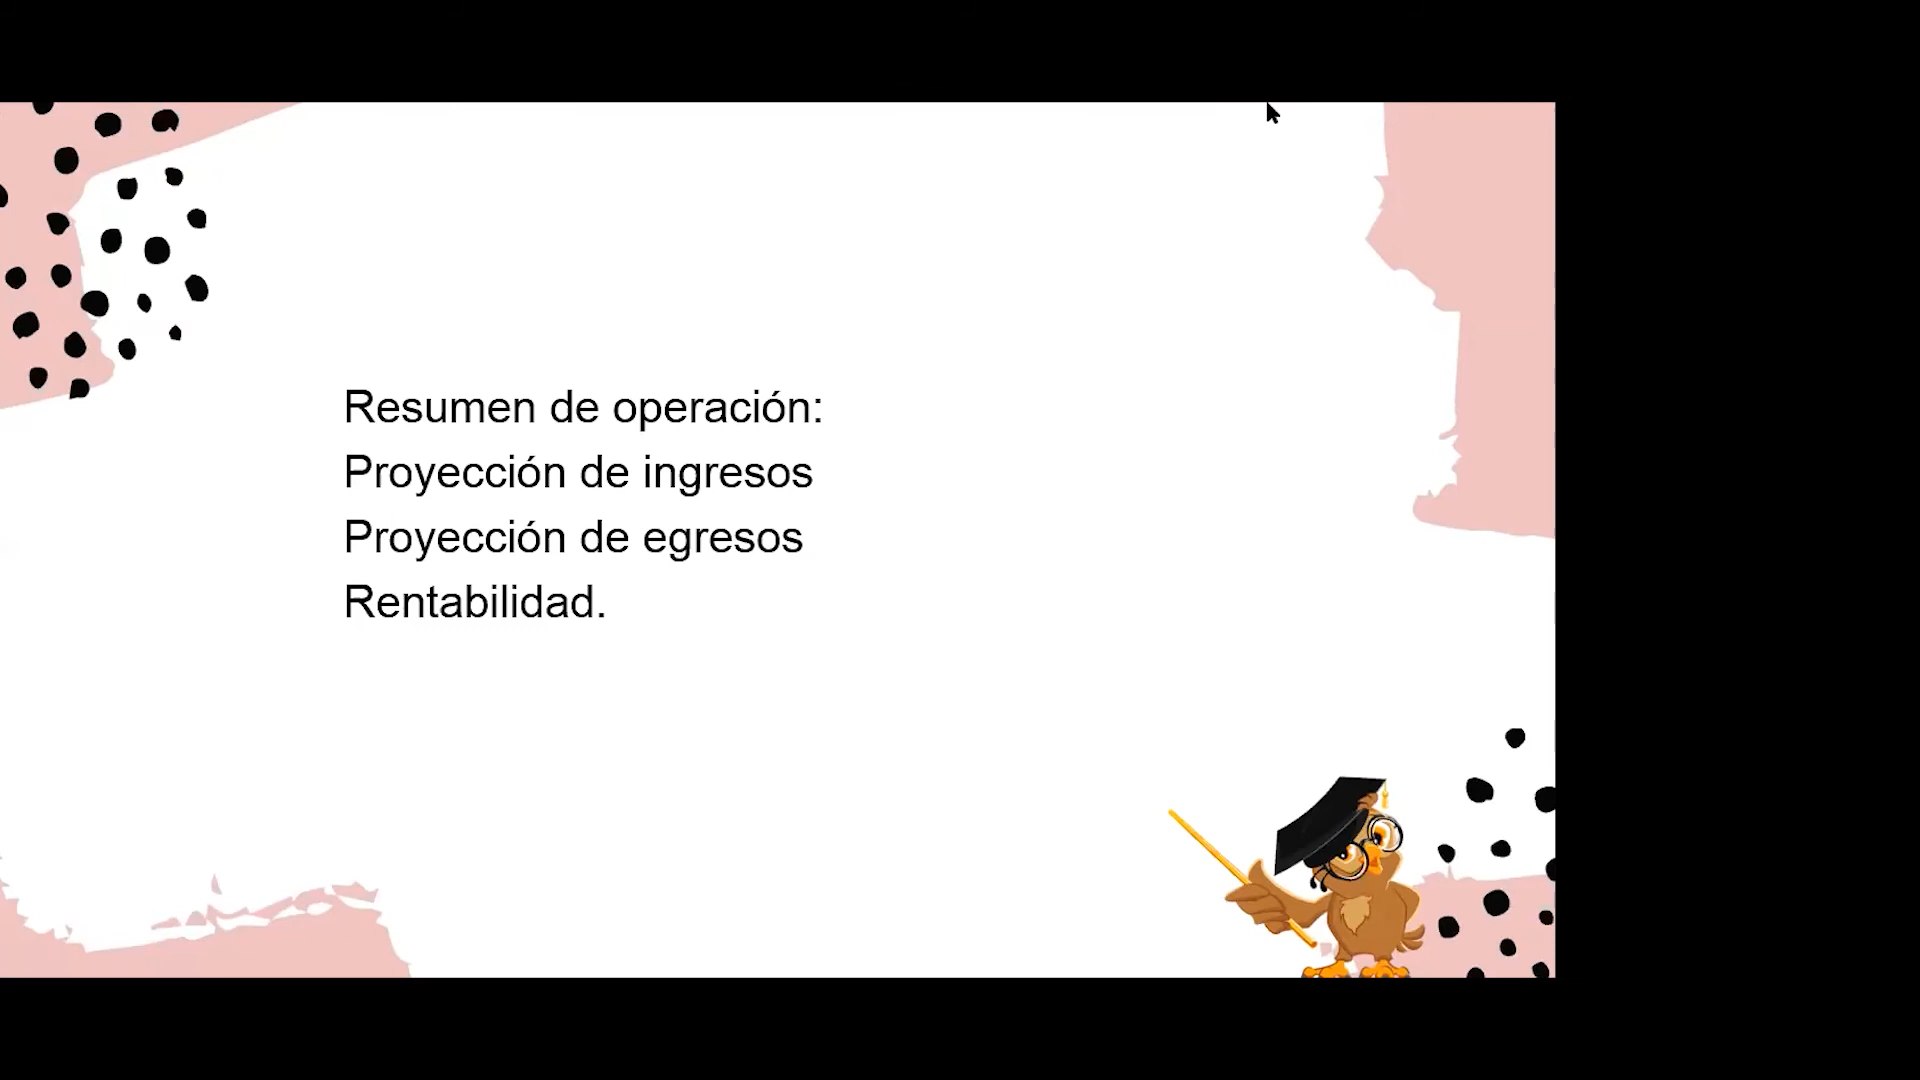 Resumen de operación:
Proyección de ingresos
Proyección de egresos
Rentabilidad.